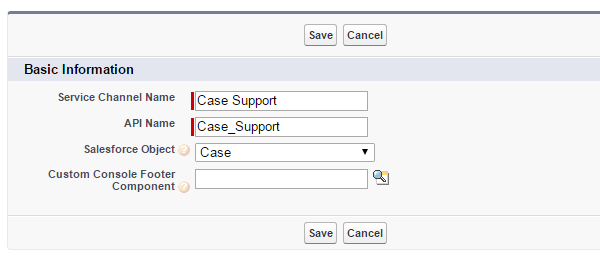 Save Cancel
Basic Information
Service Channel Name Case Support
API Name Case_Support
Salesforce Object ? Case
Custom Console Footer
Component ?
Save Cancel